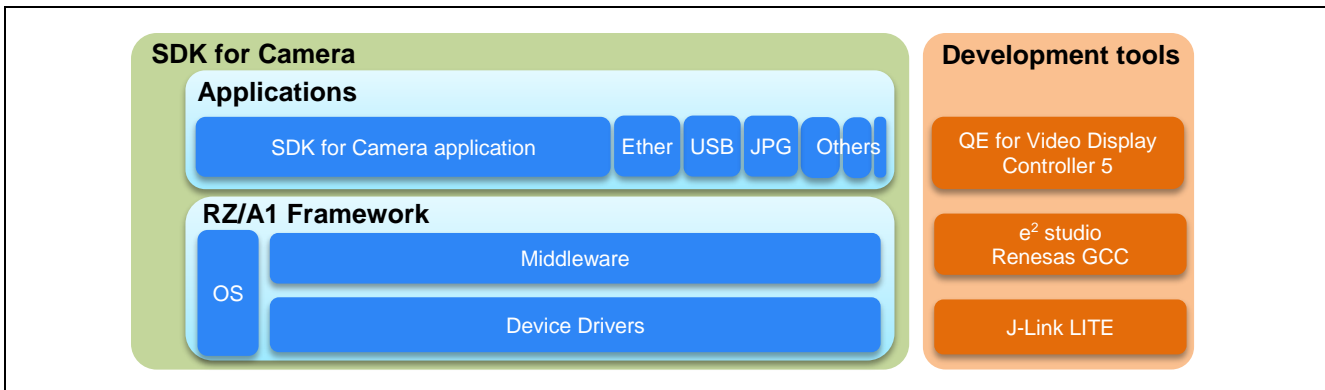 SDK for Camera
Applications
SDK for Camera application
Ether
USB
JPG
Others
RZ/A1 Framework
OS
Middleware
Device Drivers
Development tools
QE for Video Display
Controller 5
e² studio
Renesas GCC
J-Link LITE